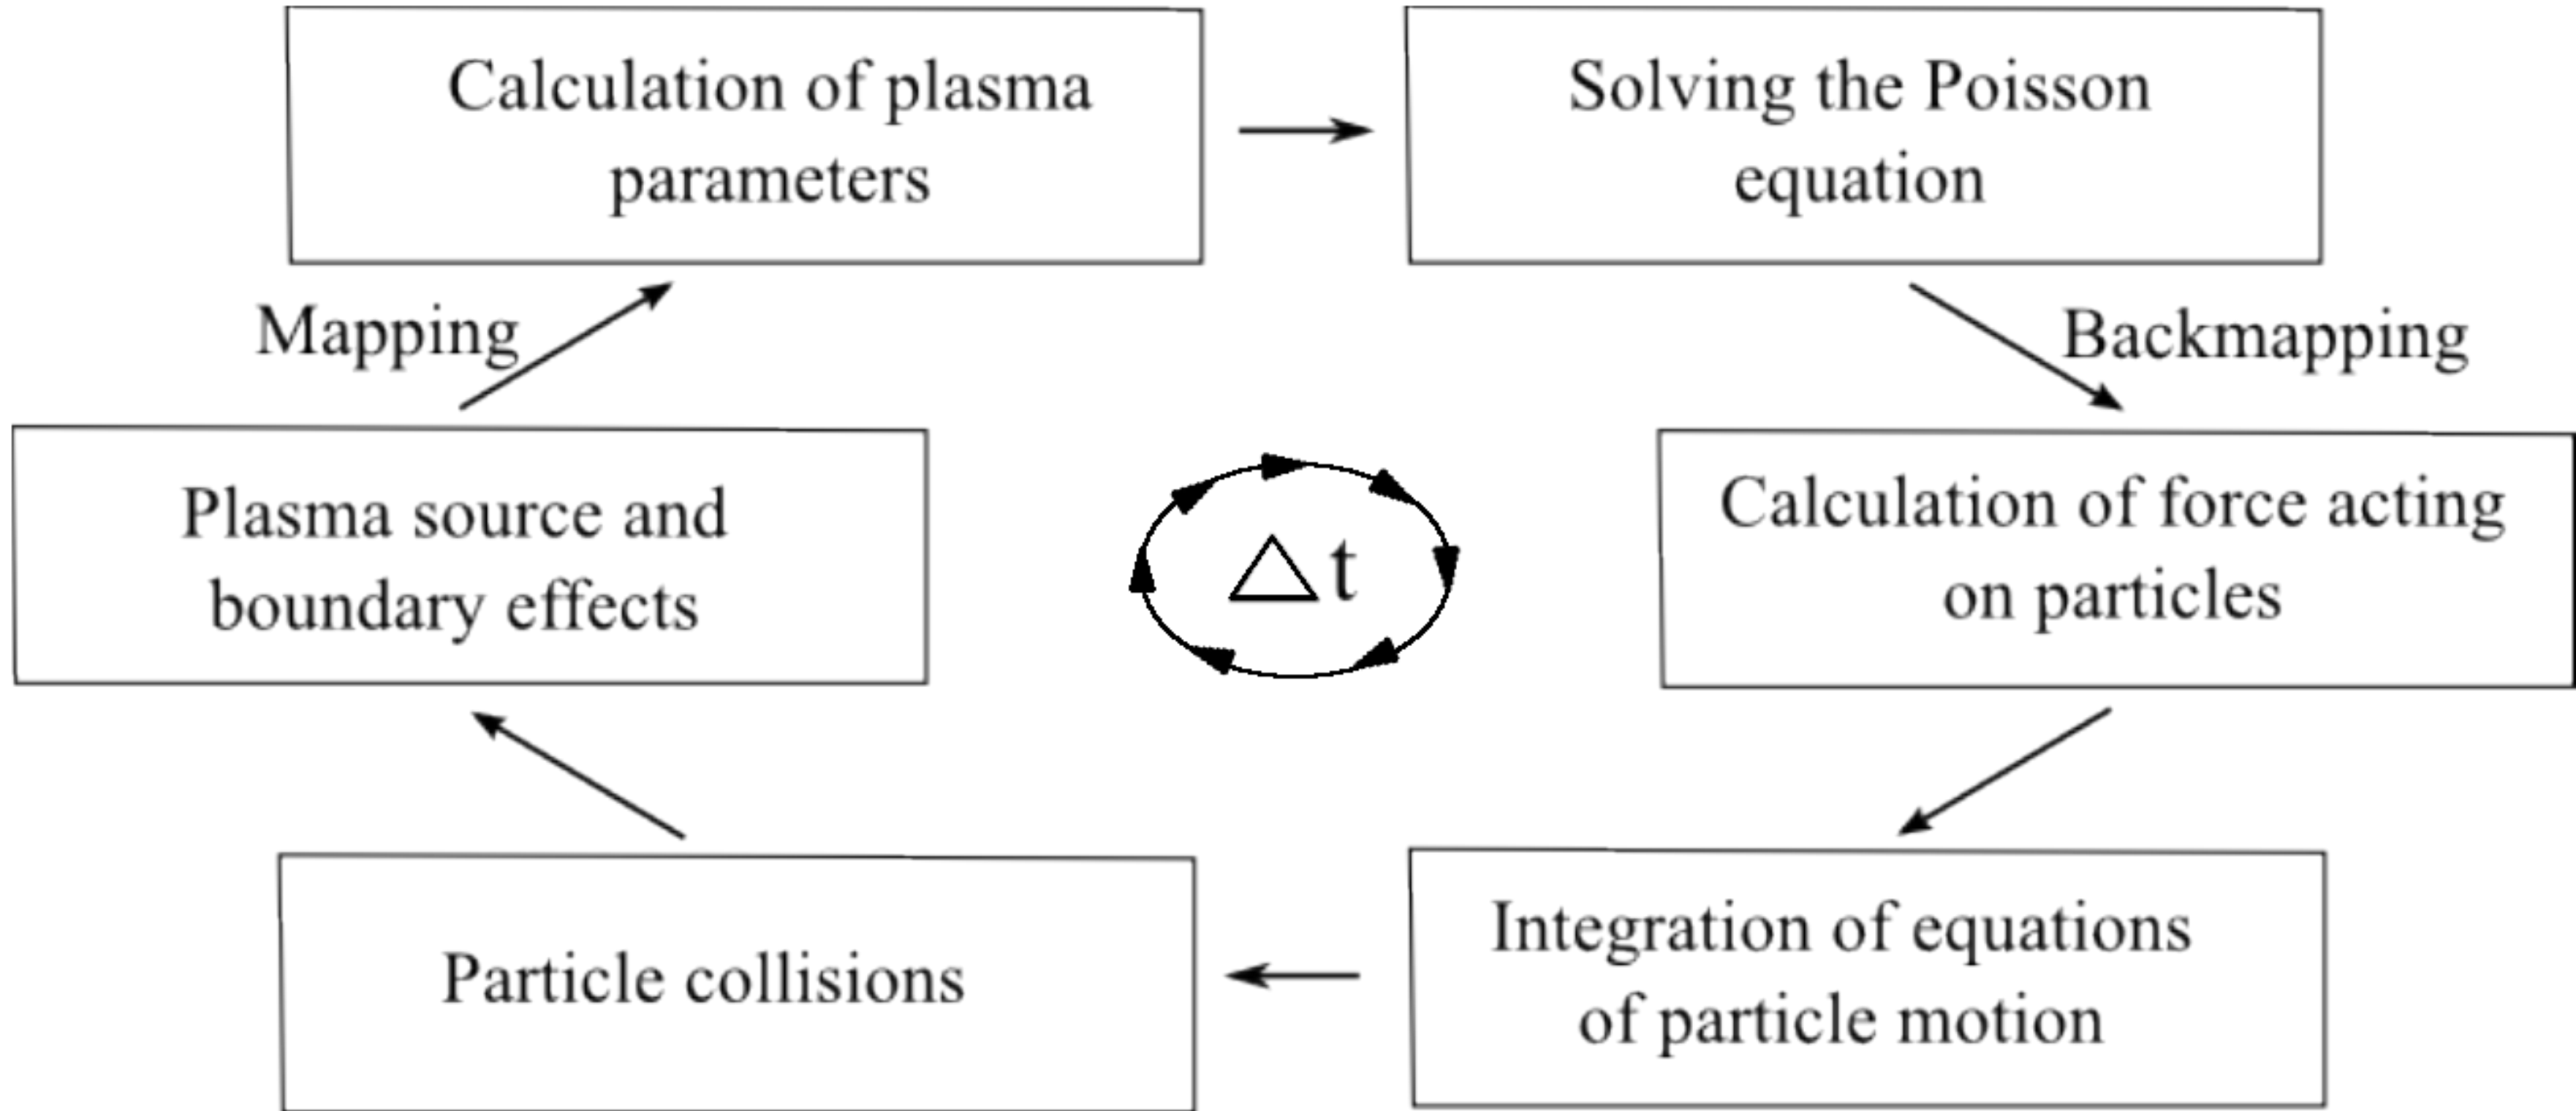 Calculation of plasma
parameters
Solving the Poisson
equation
Mapping
Backmapping
Plasma source and
boundary effects
△ t
Calculation of force acting
on particles
Particle collisions
Integration of equations
of particle motion